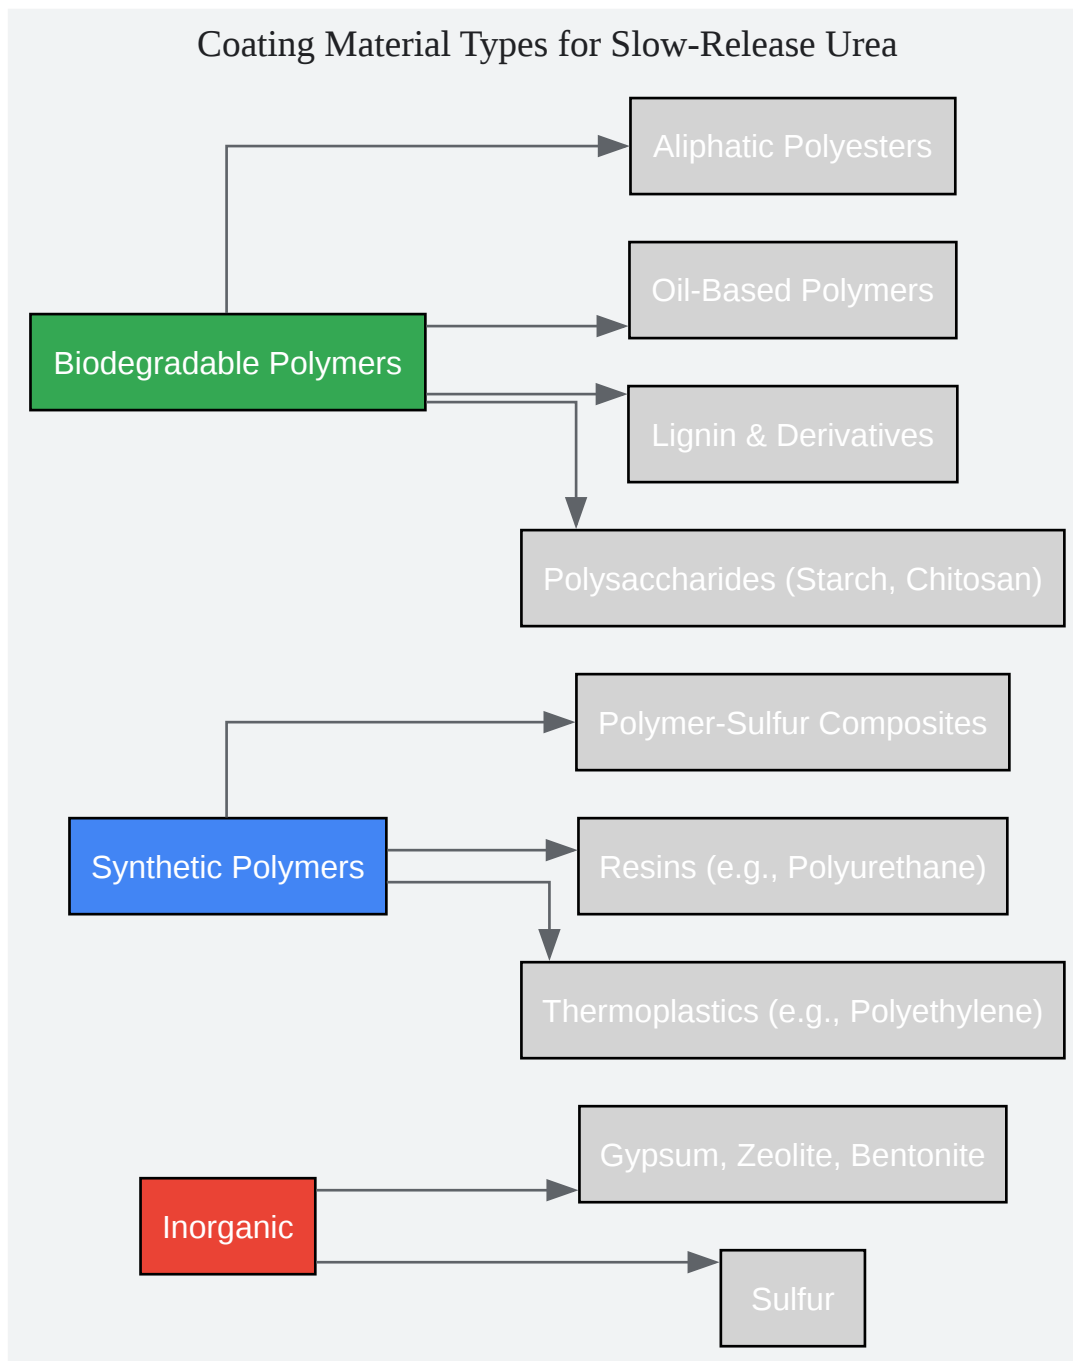 Coating Material Types for Slow-Release Urea
Aliphatic Polyesters
Oil-Based Polymers
Biodegradable Polymers
Lignin & Derivatives
Polysaccharides (Starch, Chitosan)
Polymer-Sulfur Composites
Synthetic Polymers
Resins (e.g., Polyurethane)
Thermoplastics (e.g., Polyethylene)
Gypsum, Zeolite, Bentonite
Inorganic
Sulfur